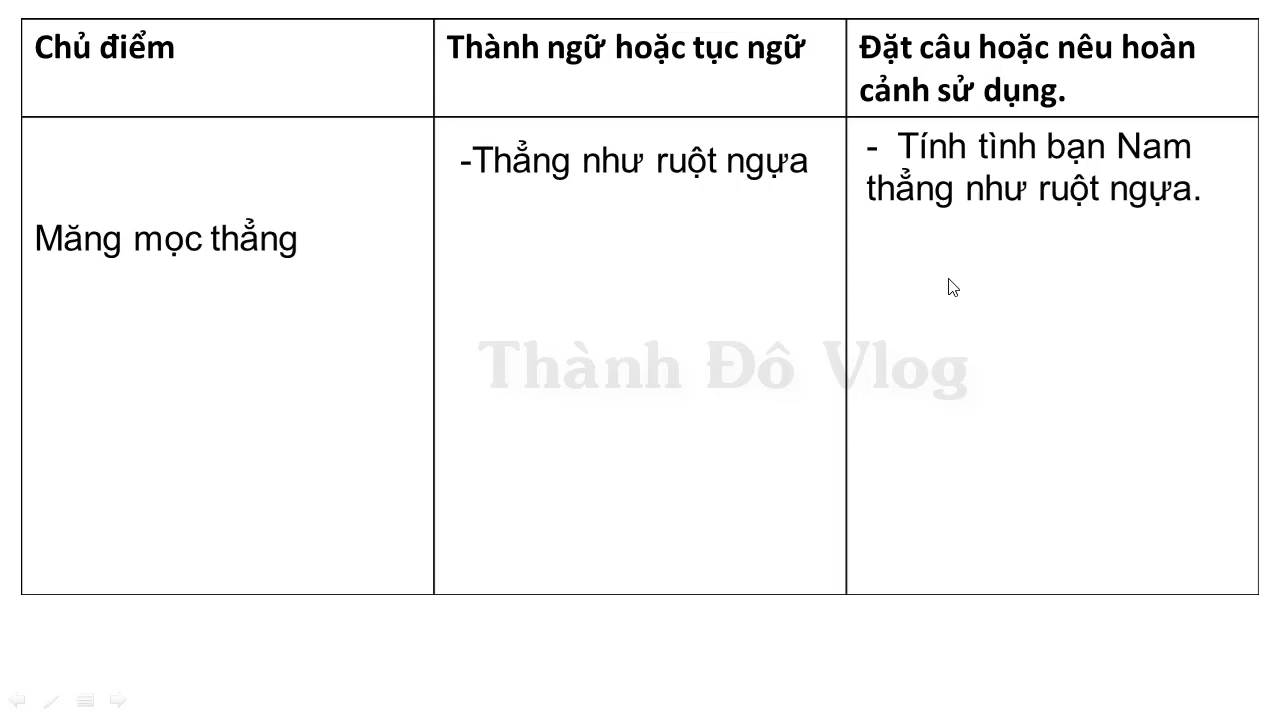 Chủ điểm
Thành ngữ hoặc tục ngữ
Đặt câu hoặc nêu hoàn
cảnh sử dụng.
Măng mọc thẳng
-Thẳng như ruột ngựa
- Tính tình bạn Nam
thẳng như ruột ngựa.
Thành Đô Vlog